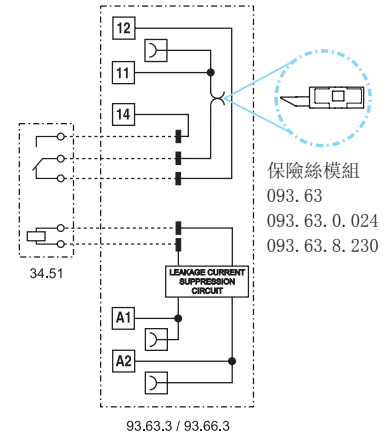 12
11
14
保險絲模組
093.63
093.63.0.024
093.63.8.230
34.51
LEAKAGE CURRENT
SUPPRESSION
CIRCUIT
A1
A2
93.63.3 / 93.66.3